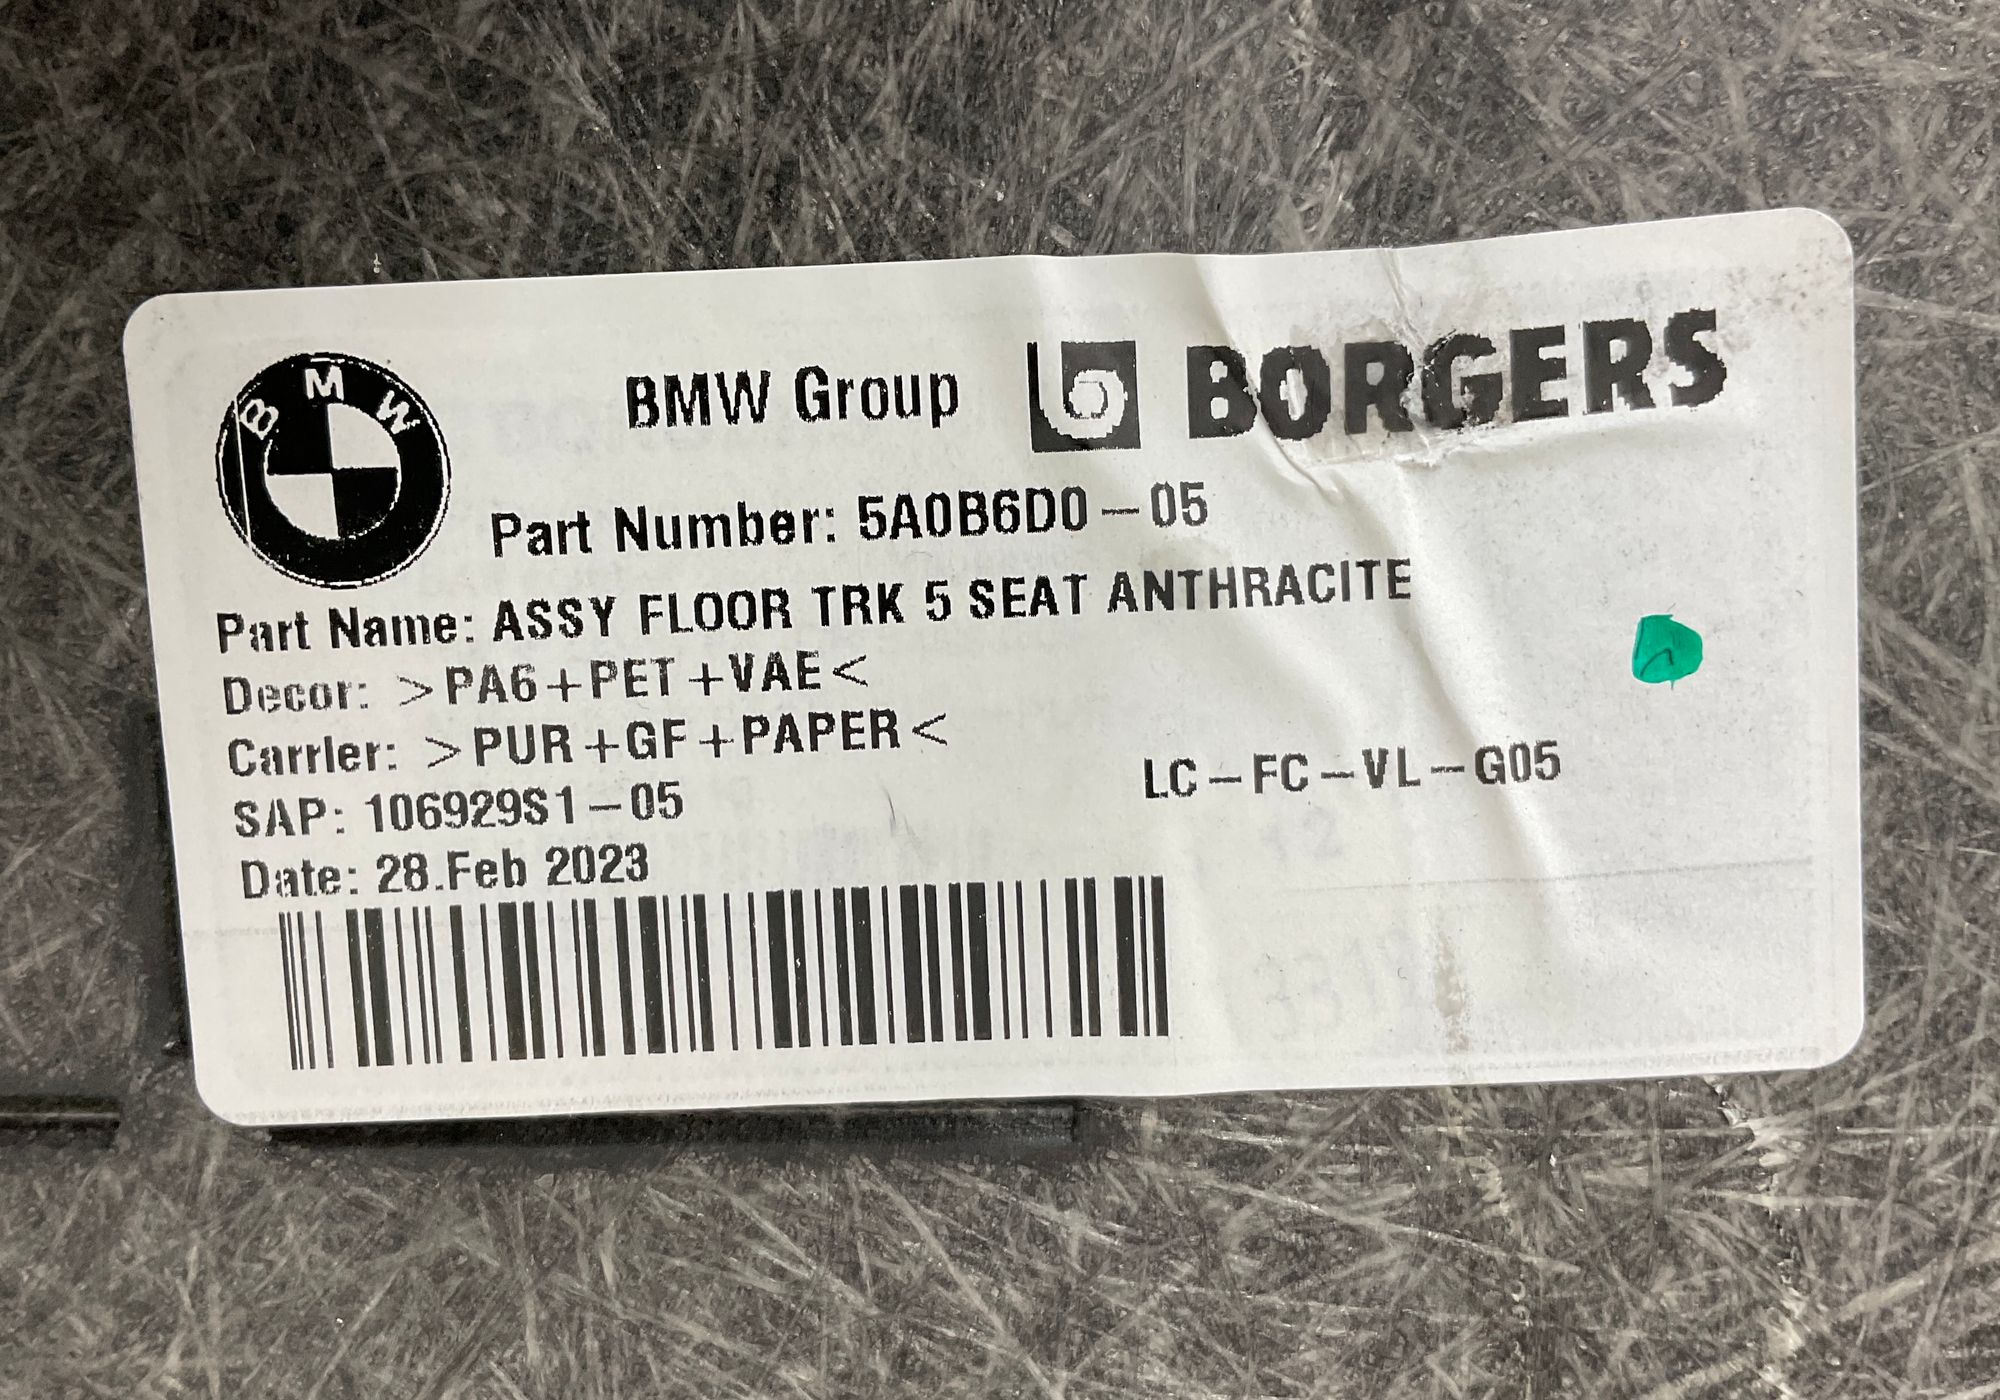 BMW
BMW Group
BORGERS
Part Number: 5A0B6D0-05
Part Name: ASSY FLOOR TRK 5 SEAT ANTHRACITE
Decor: >PA6+PET+VAE<
Carrier: >PUR+GF+PAPER<
SAP: 106929S1-05
LC-FC-VL-G05
Date: 28.Feb 2023